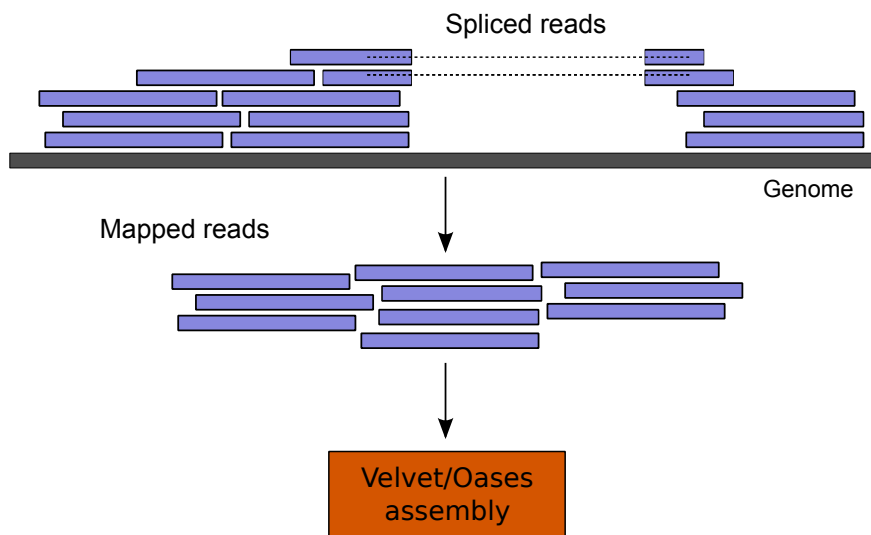 Spliced reads
Genome
Mapped reads
Velvet/Oases
assembly